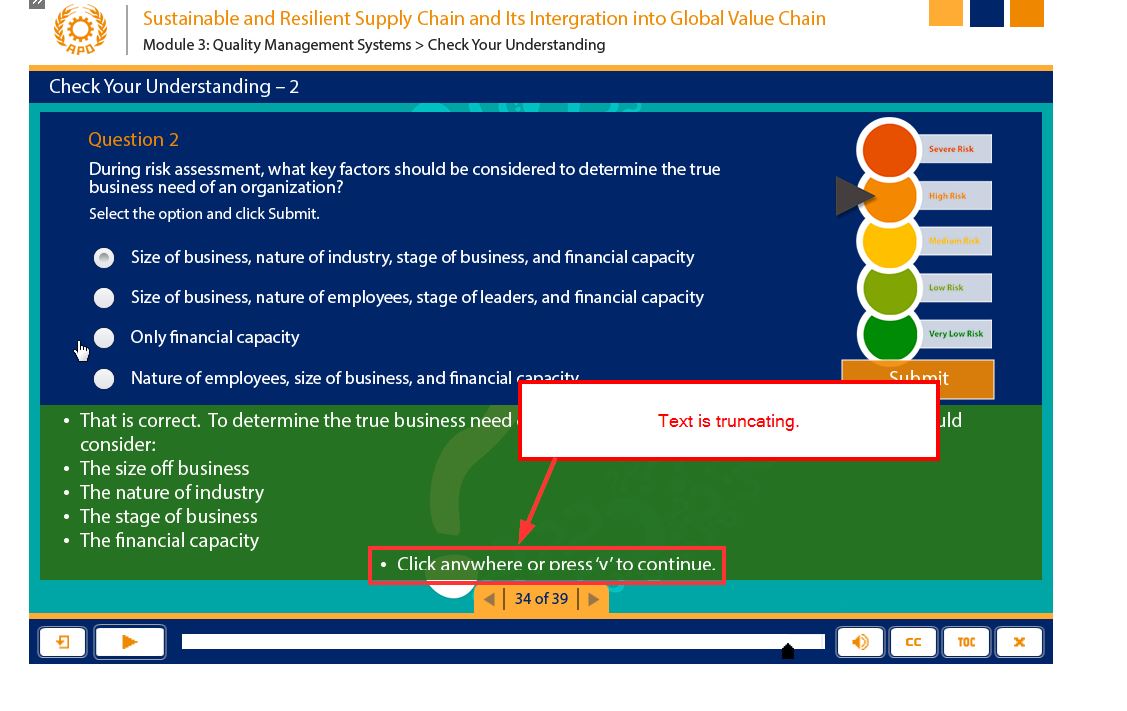 Sustainable and Resilient Supply Chain and Its Intergration into Global Value Chain
APO
Module 3: Quality Management Systems > Check Your Understanding
Check Your Understanding – 2
Question 2
During risk assessment, what key factors should be considered to determine the true
business need of an organization?
Select the option and click Submit.
Size of business, nature of industry, stage of business, and financial capacity
Size of business, nature of employees, stage of leaders, and financial capacity
Only financial capacity
Nature of employees, size of business, and financial capacity
Severe Risk
High Risk
Medium Risk
Low Risk
Very Low Risk
Submit
Text is truncating.
• That is correct. To determine the true business need
consider:
• The size off business
• The nature of industry
• The stage of business
• The financial capacity
• Click anywhere or press ‘y’ to continue.
34 of 39
CC
TOC